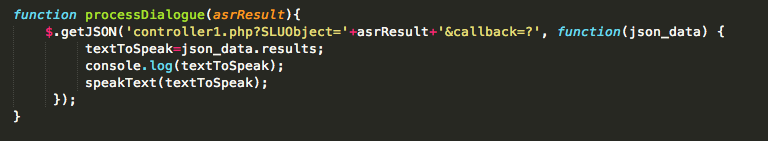 function processDialogue(asrResult){
    $.getJSON('controller1.php?SLUObject='+asrResult+'&callback=?', function(json_data) {
        textToSpeak=json_data.results;
        console.log(textToSpeak);
        speakText(textToSpeak);
     });
}